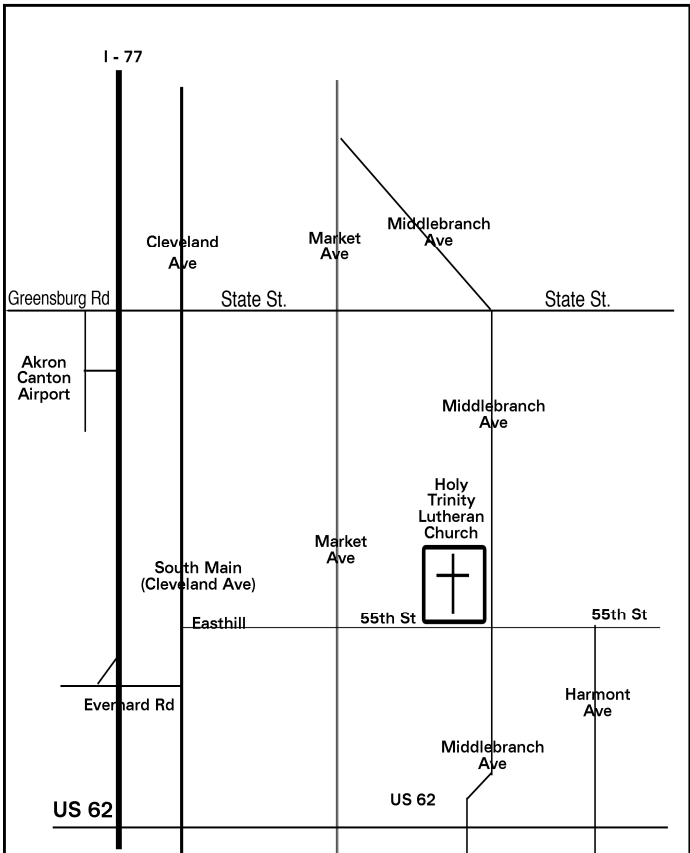 I - 77
Cleveland
Ave
Market
Ave
Middlebranch
Ave
Greensburg Rd
State St.
State St.
Akron
Canton
Airport
Middlebranch
Ave
Holy
Trinity
Lutheran
Church
Market
Ave
South Main
(Cleveland Ave)
Easthill
55th St
55th St
Everhard Rd
Harmont
Ave
Middlebranch
Ave
US 62
US 62